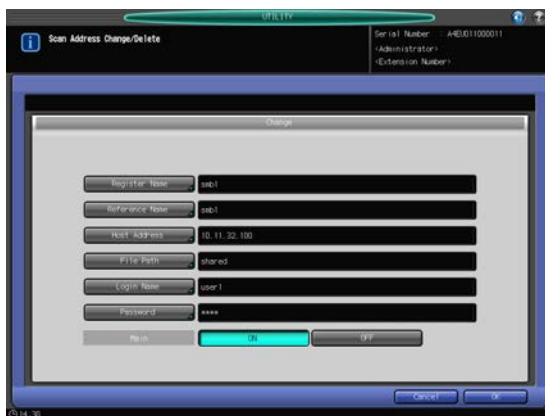 UTILITY
Scan Address Change/Delete
Serial Number : A4EU011000011
<Administrator>
<Extension Number>
Change
Register Name smb1
Reference Name smb1
Host Address 10.11.32.100
File Path shared
Login Name user1
Password ****
Main ON OFF
Cancel OK
14:30